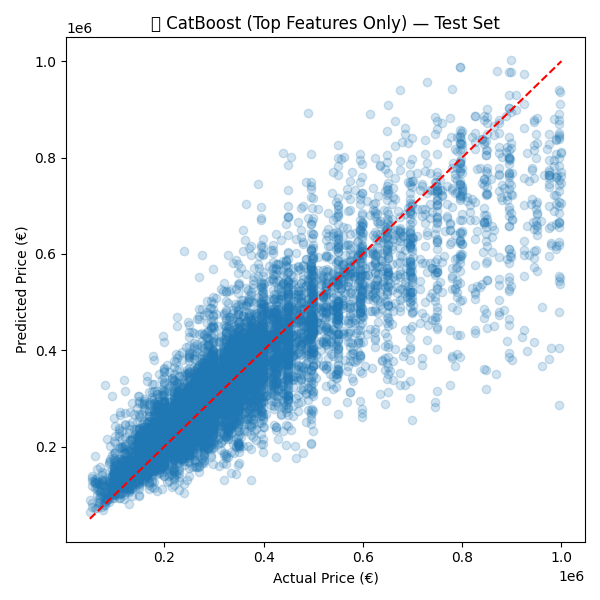 ▯ CatBoost (Top Features Only) — Test Set
1e6
1.0
0.8
0.6
0.4
0.2
Predicted Price (€)
0.2
0.4
0.6
0.8
1.0
1e6
Actual Price (€)